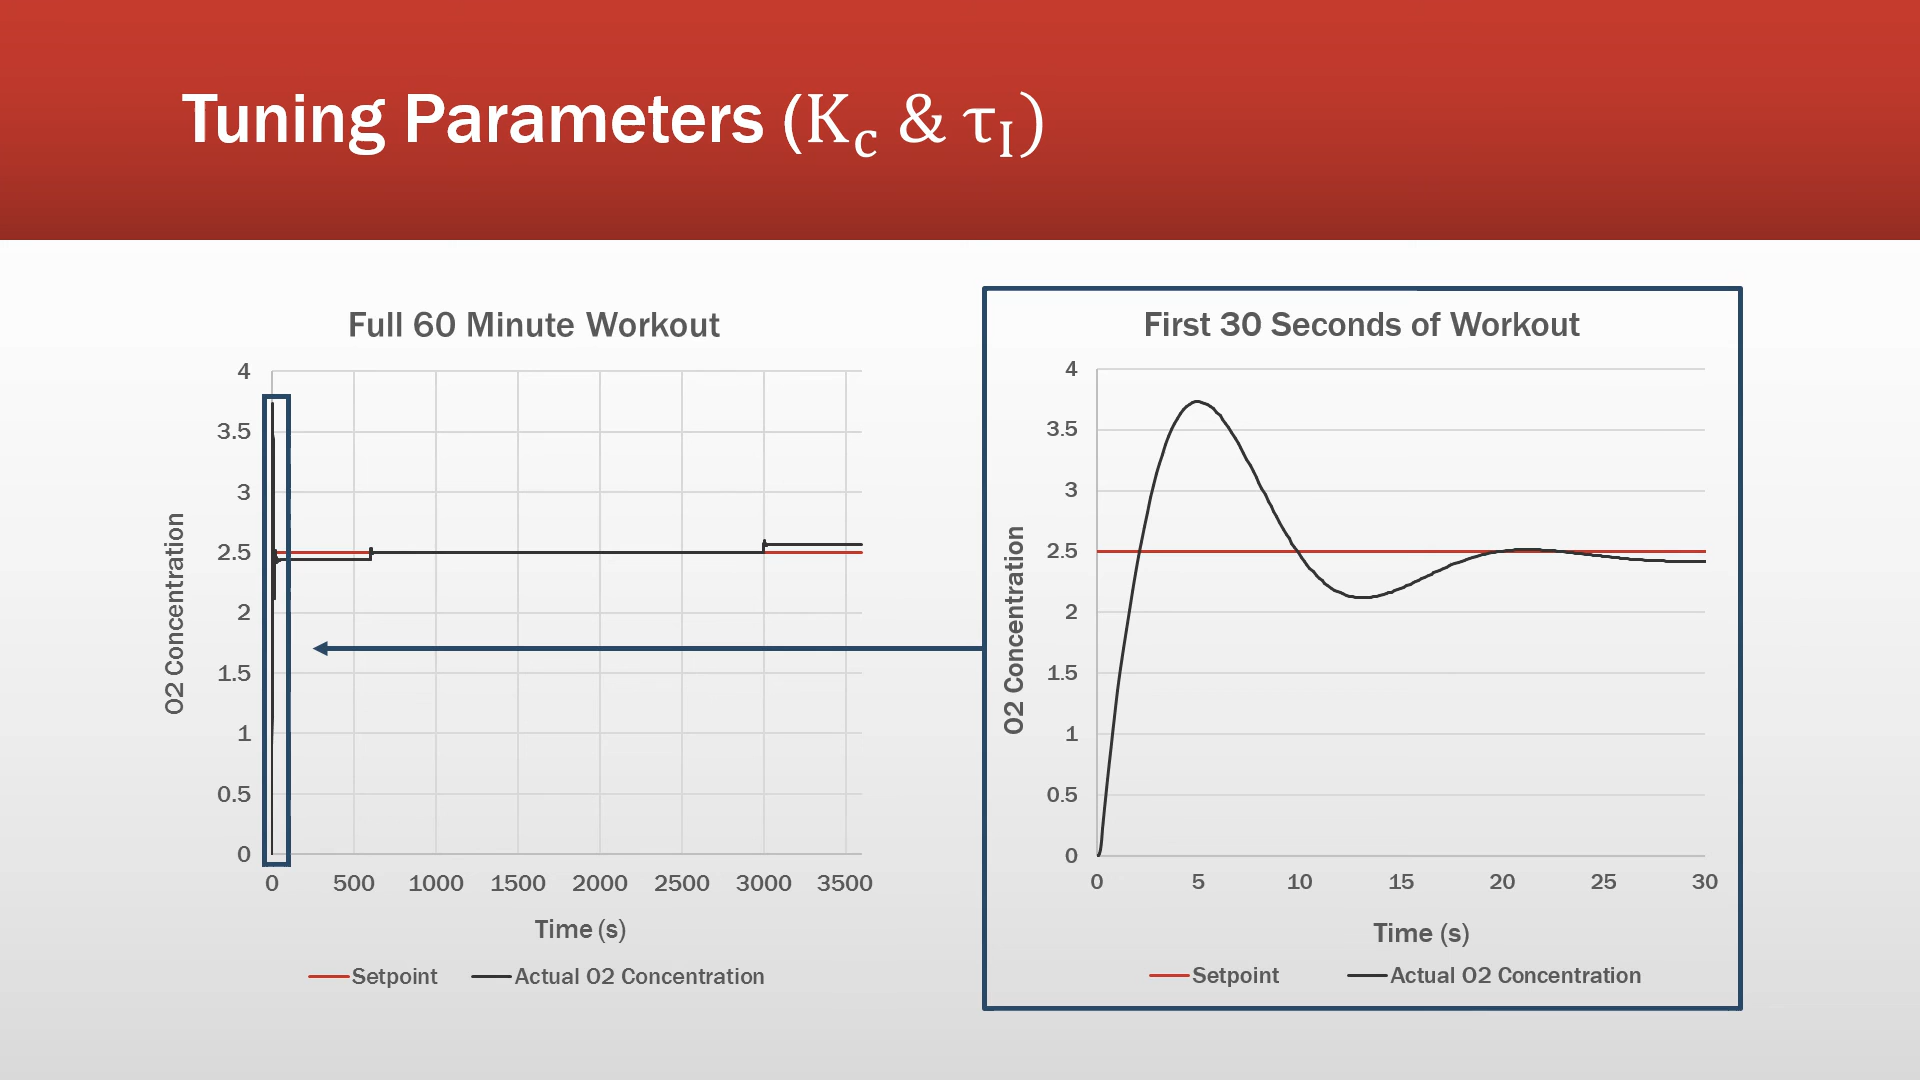 Tuning Parameters (K_c & τ_I)
Full 60 Minute Workout
4
3.5
3
2.5
2
1.5
1
0.5
0
O2 Concentration
0 500 1000 1500 2000 2500 3000 3500
Time (s)
Setpoint Actual O2 Concentration
First 30 Seconds of Workout
4
3.5
3
2.5
2
1.5
1
0.5
0
O2 Concentration
0 5 10 15 20 25 30
Time (s)
Setpoint Actual O2 Concentration